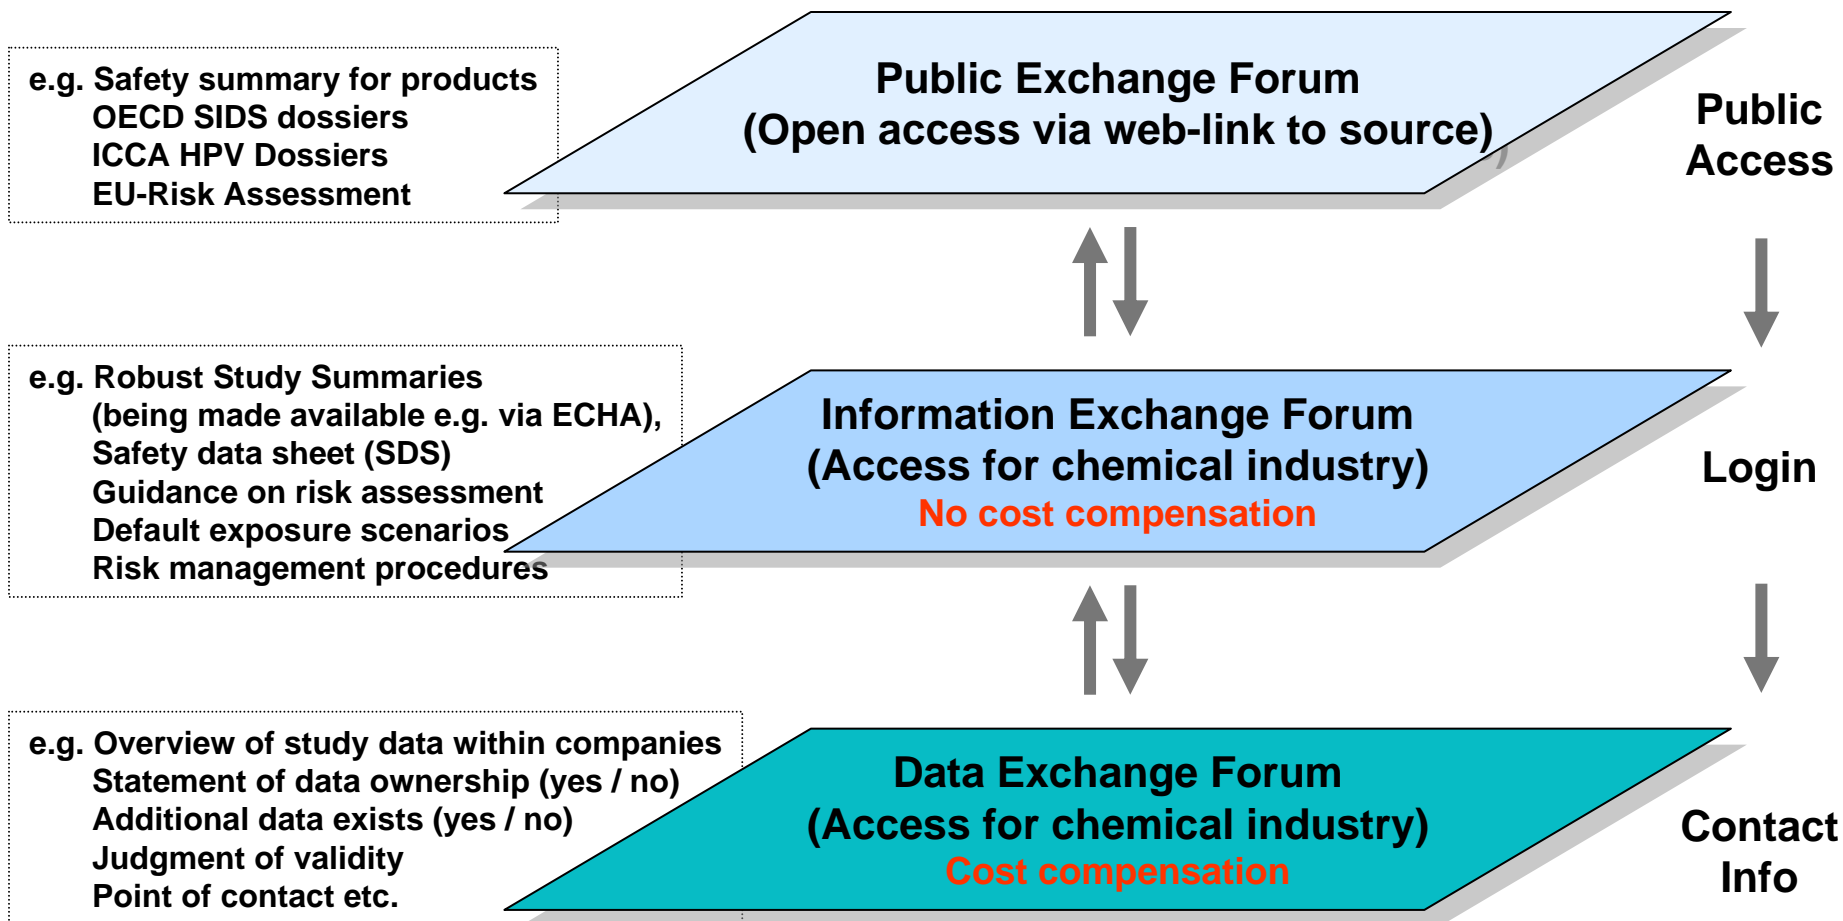 e.g. Safety summary for products
OECD SIDS dossiers
ICCA HPV Dossiers
EU-Risk Assessment
Public Exchange Forum
(Open access via web-link to source)
Public
Access
e.g. Robust Study Summaries
(being made available e.g. via ECHA),
Safety data sheet (SDS)
Guidance on risk assessment
Default exposure scenarios
Risk management procedures
Information Exchange Forum
(Access for chemical industry)
No cost compensation
Login
e.g. Overview of study data within companies
Statement of data ownership (yes / no)
Additional data exists (yes / no)
Judgment of validity
Point of contact etc.
Data Exchange Forum
(Access for chemical industry)
Cost compensation
Contact
Info